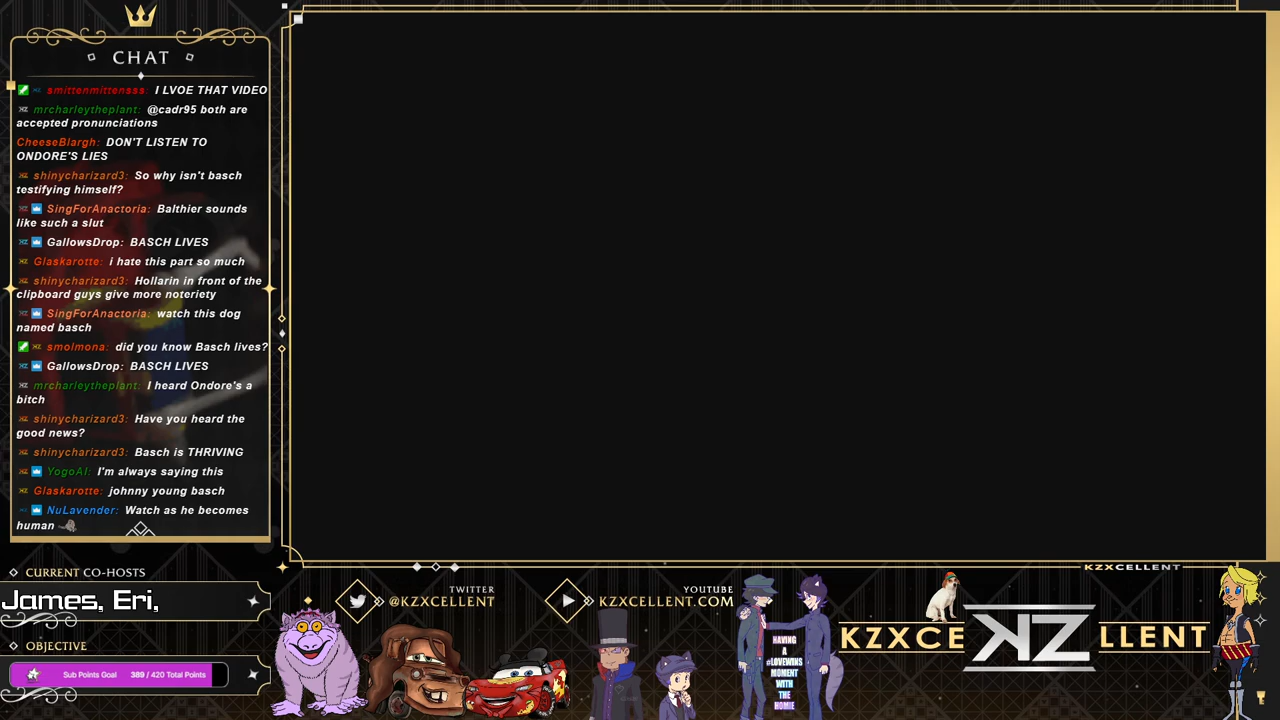 CHAT
smittenmittensss: I LVOE THAT VIDEO
mrcharleytheplant: @cadr95 both are
accepted pronunciations
CheeseBlargh: DON'T LISTEN TO
ONDORE'S LIES
shinycharizard3: So why isn't basch
testifying himself?
SingForAnactoria: Balthier sounds
like such a slut
GallowsDrop: BASCH LIVES
Glaskarotte: i hate this part so much
shinycharizard3: Hollarin in front of the
clipboard guys give more noteriety
SingForAnactoria: watch this dog
named basch
smolmona: did you know Basch lives?
GallowsDrop: BASCH LIVES
mrcharleytheplant: I heard Ondore's a
bitch
shinycharizard3: Have you heard the
good news?
shinycharizard3: Basch is THRIVING
YogoAI: I'm always saying this
Glaskarotte: johnny young basch
NuLavender: Watch as he becomes
human
CURRENT CO-HOSTS
James, Eri,
OBJECTIVE
Sub Points Goal 389 / 420 Total Points
TWITTER
@KZXCELLENT
YOUTUBE
KZXCELLENT.COM
HAVING
A
#LOVEWINS
MOMENT
WITH
THE
HOMIE
KZXCELLENT
KZXCE KZ LLENT